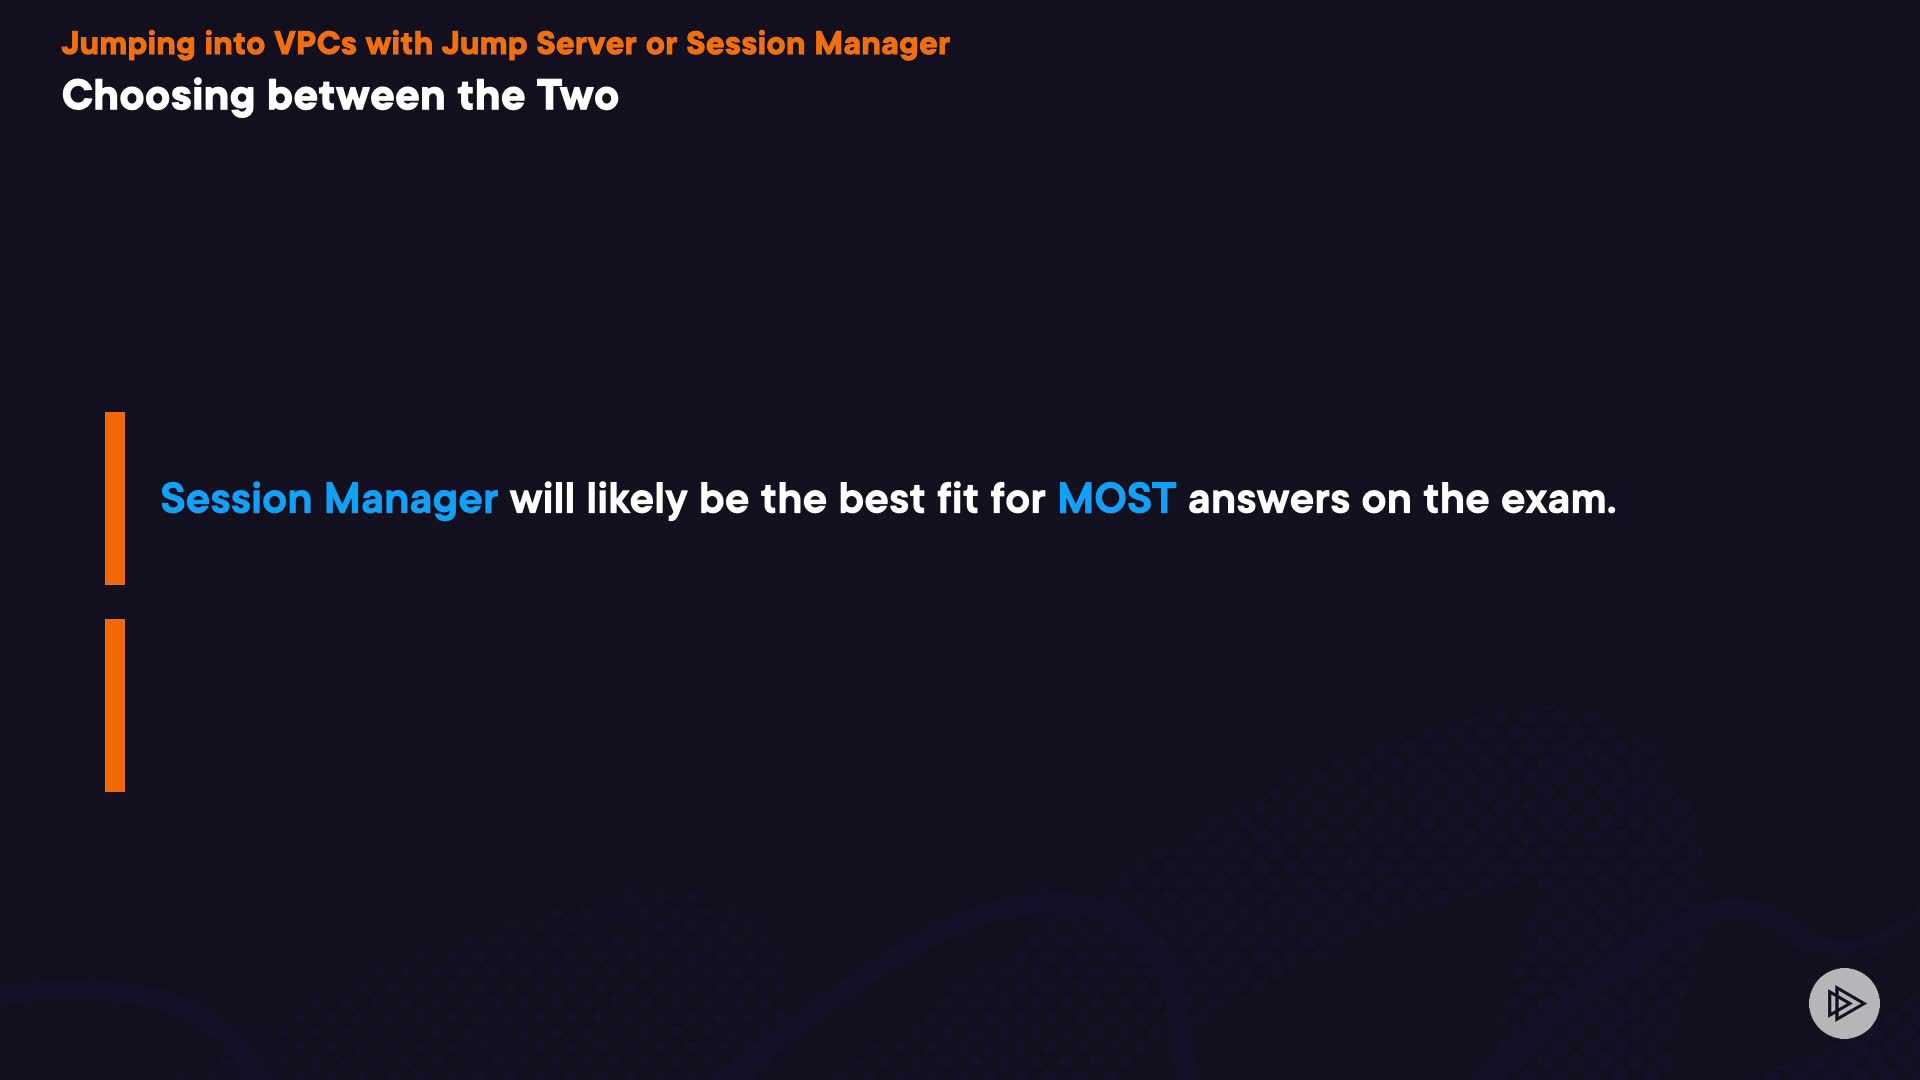 Jumping into VPCs with Jump Server or Session Manager
Choosing between the Two
Session Manager will likely be the best fit for MOST answers on the exam.